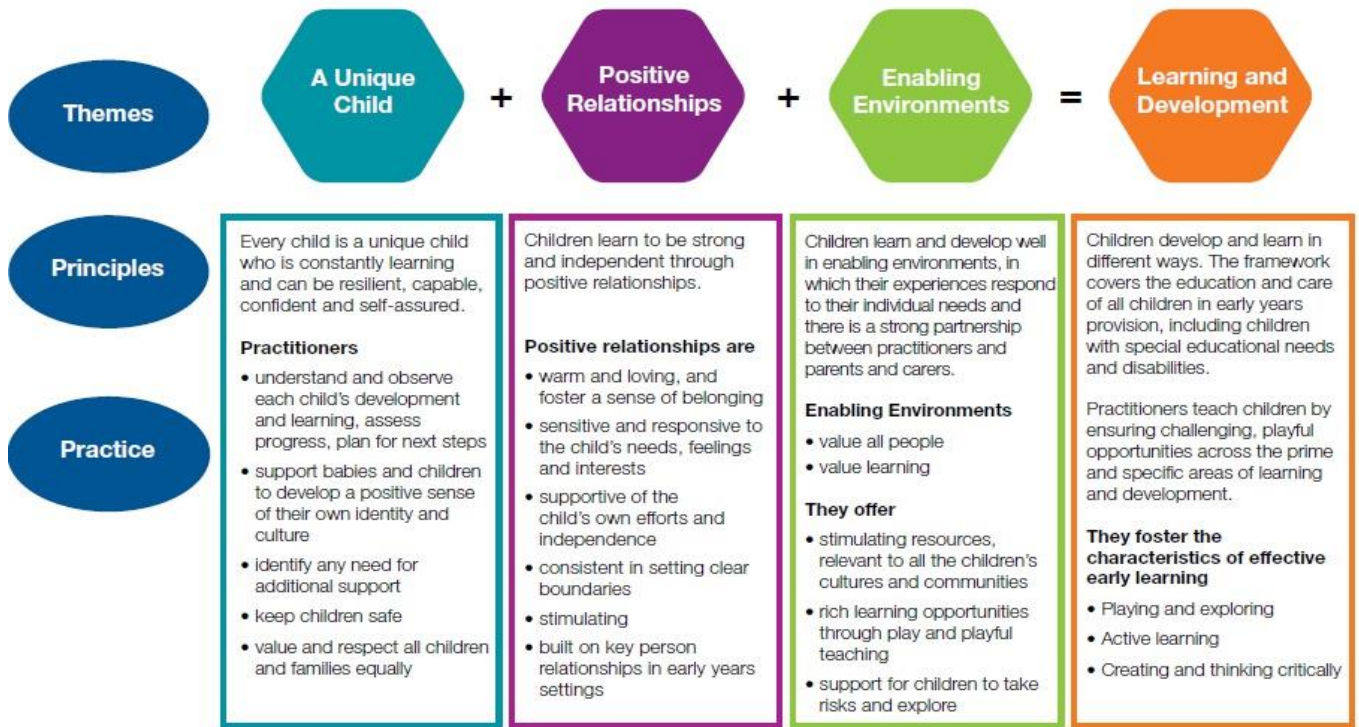 Themes
A Unique
Child
+
Positive
Relationships
+
Enabling
Environments
=
Learning and
Development
Principles
Practice
Every child is a unique child
who is constantly learning
and can be resilient, capable,
confident and self-assured.
Practitioners
• understand and observe
each child's development
and learning, assess
progress, plan for next steps
• support babies and children
to develop a positive sense
of their own identity and
culture
• identify any need for
additional support
• keep children safe
• value and respect all children
and families equally
Children learn to be strong
and independent through
positive relationships.
Positive relationships are
• warm and loving, and
foster a sense of belonging
• sensitive and responsive to
the child's needs, feelings
and interests
• supportive of the
child's own efforts and
independence
• consistent in setting clear
boundaries
• stimulating
• built on key person
relationships in early years
settings
Children learn and develop well
in enabling environments, in
which their experiences respond
to their individual needs and
there is a strong partnership
between practitioners and
parents and carers.
Enabling Environments
• value all people
• value learning
They offer
• stimulating resources,
relevant to all the children's
cultures and communities
• rich learning opportunities
through play and playful
teaching
• support for children to take
risks and explore
Children develop and learn in
different ways. The framework
covers the education and care
of all children in early years
provision, including children
with special educational needs
and disabilities.
Practitioners teach children by
ensuring challenging, playful
opportunities across the prime
and specific areas of learning
and development.
They foster the
characteristics of effective
early learning
• Playing and exploring
• Active learning
• Creating and thinking critically